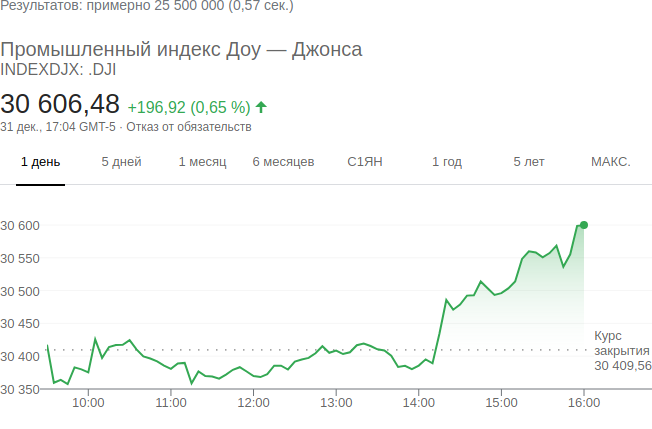 Результатов: примерно 25 500 000 (0,57 сек.)
Промышленный индекс Доу — Джонса
INDEXDJX: .DJI
30 606,48 +196,92 (0,65 %)
31 дек., 17:04 GMT-5 · Отказ от обязательств
1 день 5 дней 1 месяц 6 месяцев С1ЯН 1 год 5 лет МАКС.
30 600
30 550
30 500
30 450
30 400
30 350
Курс
закрытия
30 409,56
10:00 11:00 12:00 13:00 14:00 15:00 16:00